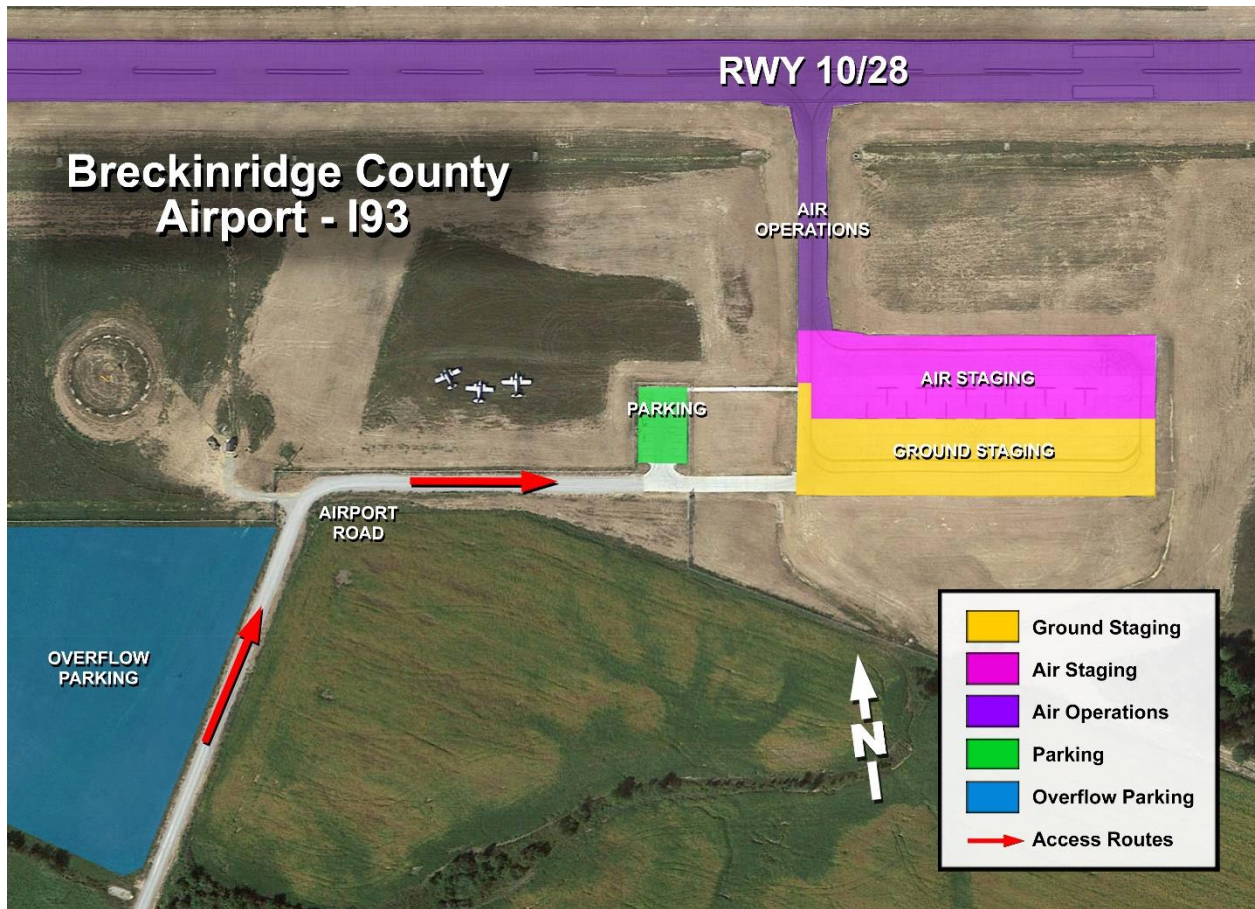 RWY 10/28
Breckinridge County
Airport - I93
AIR
OPERATIONS
AIR STAGING
PARKING
GROUND STAGING
AIRPORT
ROAD
OVERFLOW
PARKING
N
Ground Staging
Air Staging
Air Operations
Parking
Overflow Parking
Access Routes